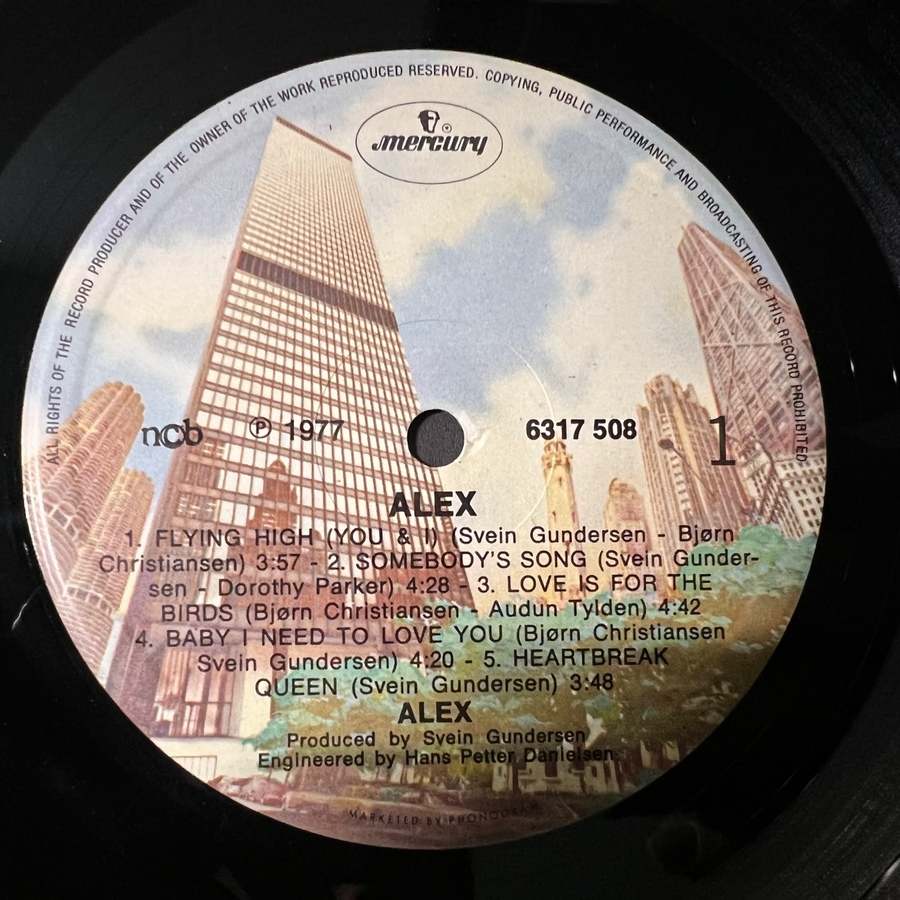 ALL RIGHTS OF THE RECORD PRODUCER AND OF THE OWNER OF THE WORK REPRODUCED RESERVED. COPYING, PUBLIC PERFORMANCE AND BROADCASTING OF THIS RECORD PROHIBITED
mercury ®
ncb ℗ 1977 6317 508 1
ALEX
1. FLYING HIGH (YOU & I) (Svein Gundersen - Bjørn
Christiansen) 3:57 - 2. SOMEBODY'S SONG (Svein Gunder-
sen - Dorothy Parker) 4:28 - 3. LOVE IS FOR THE
BIRDS (Bjørn Christiansen - Audun Tylden) 4:42
4. BABY I NEED TO LOVE YOU (Bjørn Christiansen
Svein Gundersen) 4:20 - 5. HEARTBREAK
QUEEN (Svein Gundersen) 3:48
ALEX
Produced by Svein Gundersen
Engineered by Hans Petter Danielsen
MARKETED BY PHONOGRAM